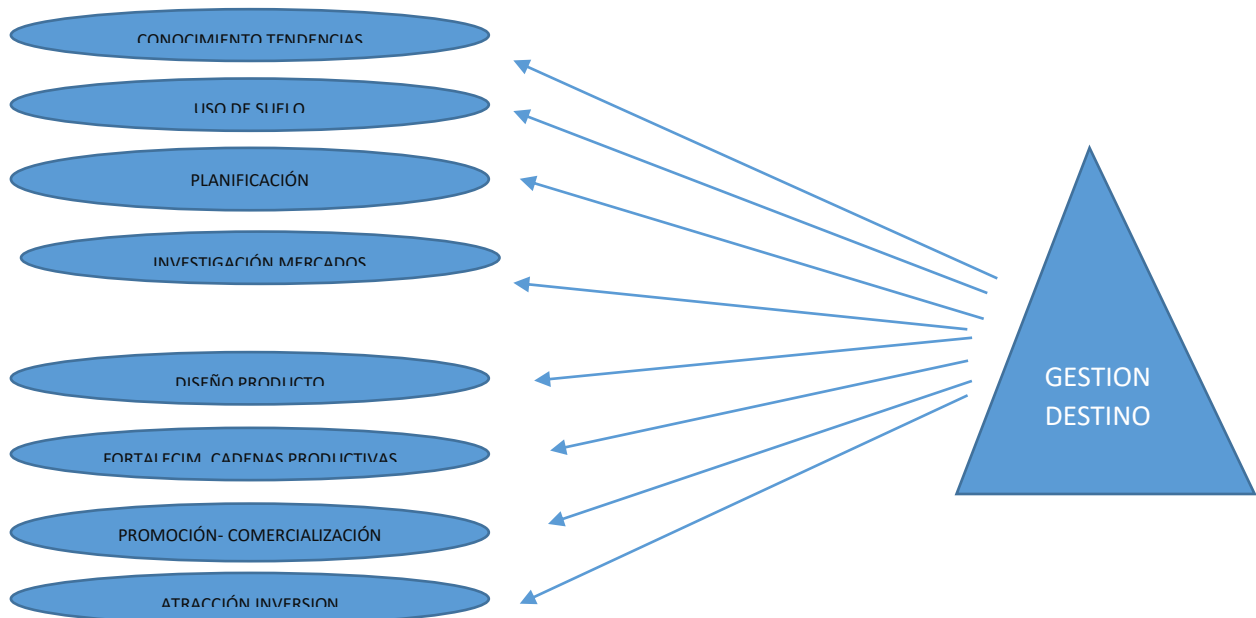 CONOCIMIENTO TENDENCIAS
USO DE SUELO
PLANIFICACIÓN
INVESTIGACIÓN MERCADOS
DISEÑO PRODUCTO
FORTALECIM. CADENAS PRODUCTIVAS
PROMOCIÓN- COMERCIALIZACIÓN
ATRACCIÓN INVERSION
GESTION
DESTINO